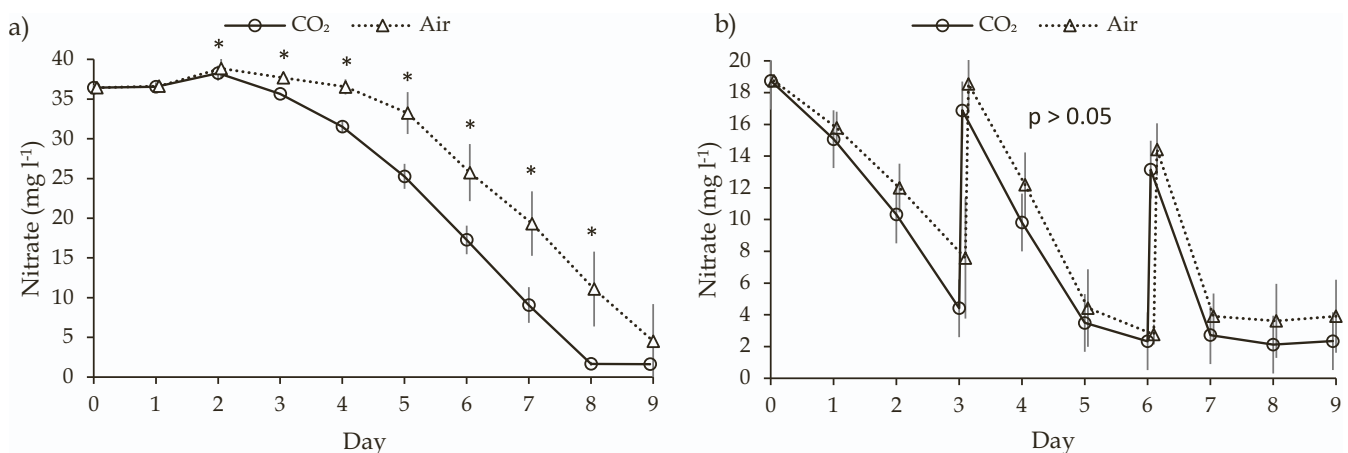 a)
CO₂ Air
Nitrate (mg l⁻¹)
40
35
30
25
20
15
10
5
0
* * * * * * *
0 1 2 3 4 5 6 7 8 9
Day
b)
CO₂ Air
Nitrate (mg l⁻¹)
20
18
16
14
12
10
8
6
4
2
0
p > 0.05
0 1 2 3 4 5 6 7 8 9
Day